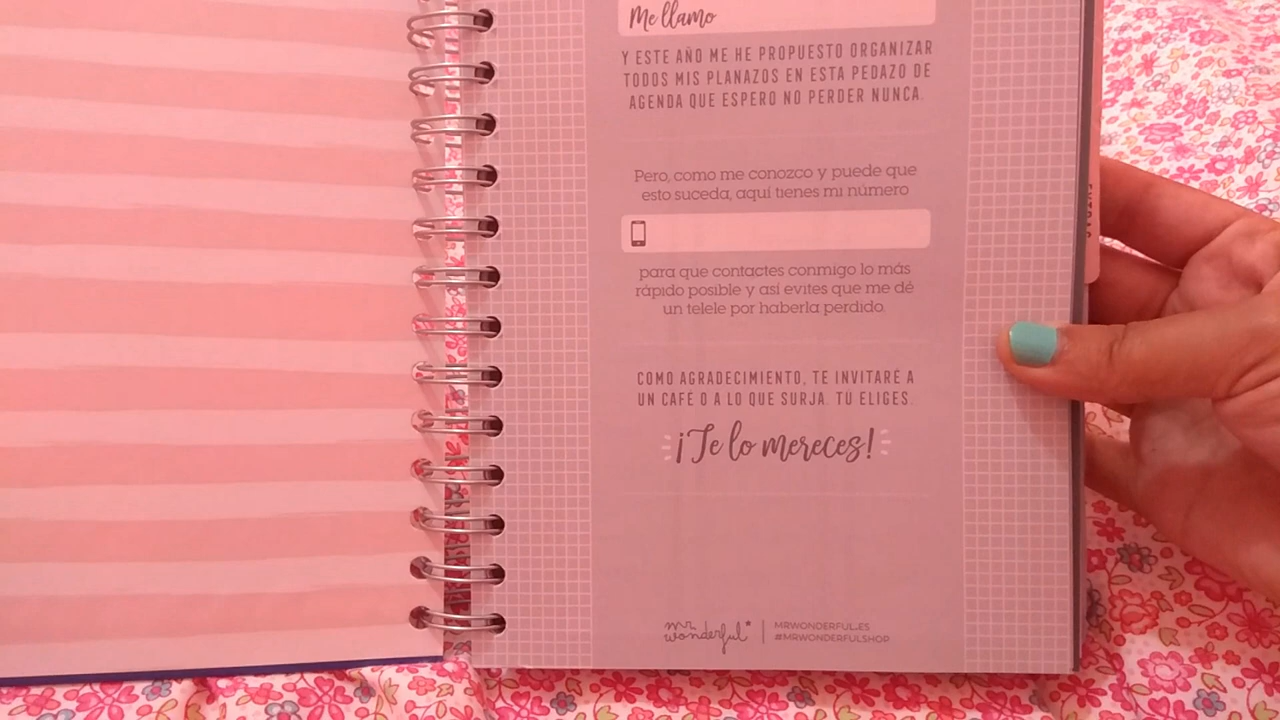 Me llamo
Y ESTE AÑO ME HE PROPUESTO ORGANIZAR
TODOS MIS PLANAZOS EN ESTA PEDAZO DE
AGENDA QUE ESPERO NO PERDER NUNCA.
Pero, como me conozco y puede que
esto suceda, aquí tienes mi número
para que contactes conmigo lo más
rápido posible y así evites que me dé
un telele por haberla perdido.
COMO AGRADECIMIENTO, TE INVITARÉ A
UN CAFÉ O A LO QUE SURJA. TÚ ELIGES.
¡Te lo mereces!
mr. wonderful*
MRWONDERFUL.ES
#MRWONDERFULSHOP